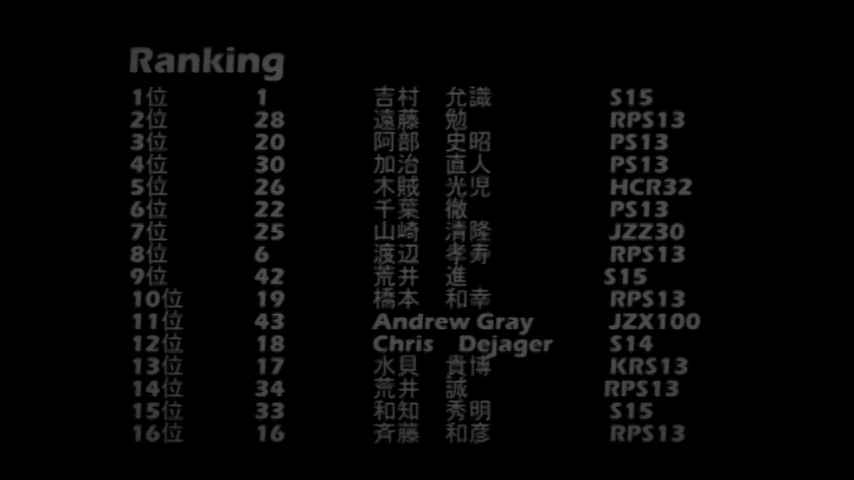 Ranking
1位 1 吉村 允識 S15
2位 28 遠藤 勉 RPS13
3位 20 阿部 史昭 PS13
4位 30 加治 直人 PS13
5位 26 木賊 光児 HCR32
6位 22 千葉 徹 PS13
7位 25 山崎 清隆 JZZ30
8位 6 渡辺 孝寿 RPS13
9位 42 荒井 進 S15
10位 19 橋本 和幸 RPS13
11位 43 Andrew Gray JZX100
12位 18 Chris Dejager S14
13位 17 水貝 貴博 KRS13
14位 34 荒井 誠 RPS13
15位 33 和知 秀明 S15
16位 16 斉藤 和彦 RPS13